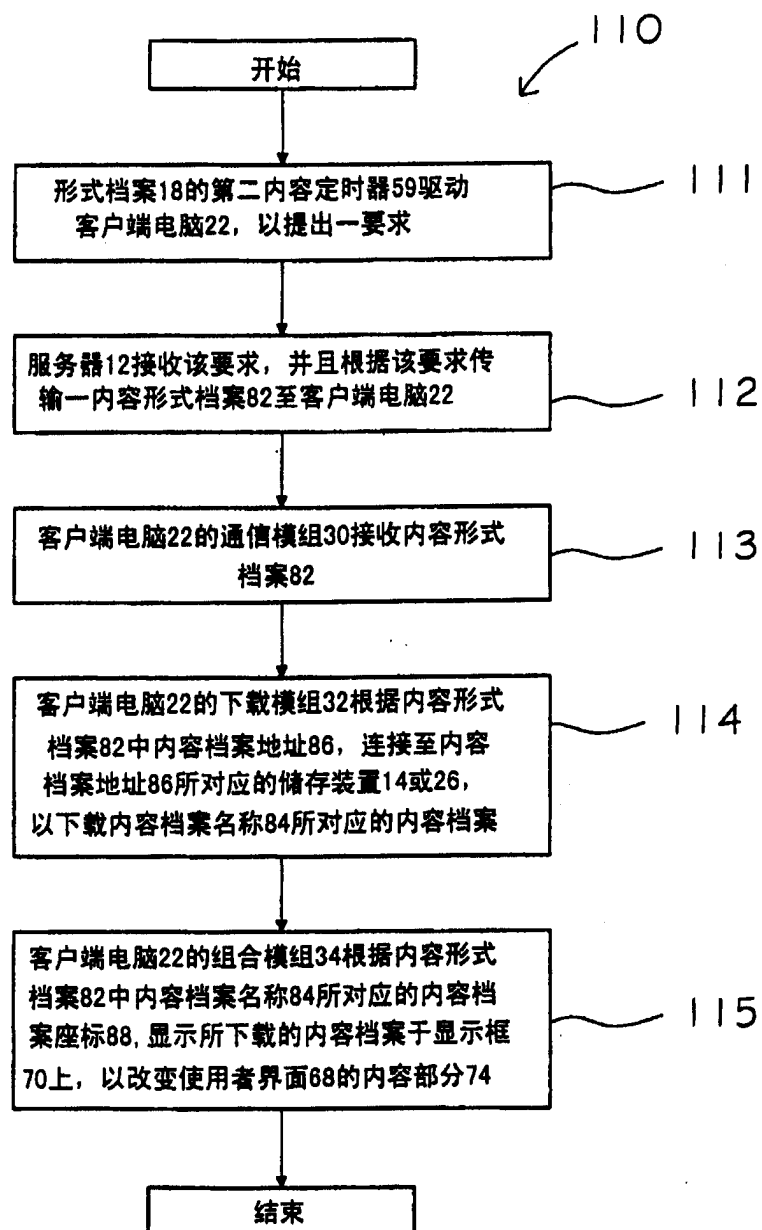 110
开始
形式档案18的第二内容定时器59驱动
客户端电脑22，以提出一要求
111
服务器12接收该要求，并且根据该要求传
输一内容形式档案82至客户端电脑22
112
客户端电脑22的通信模组30接收内容形式
档案82
113
客户端电脑22的下载模组32根据内容形式
档案82中内容档案地址86，连接至内容
档案地址86所对应的储存装置14或26，
以下载内容档案名称84所对应的内容档案
114
客户端电脑22的组合模组34根据内容形式
档案82中内容档案名称84所对应的内容档
案座标88,显示所下载的内容档案于显示框
70上，以改变使用者界面68的内容部分74
115
结束